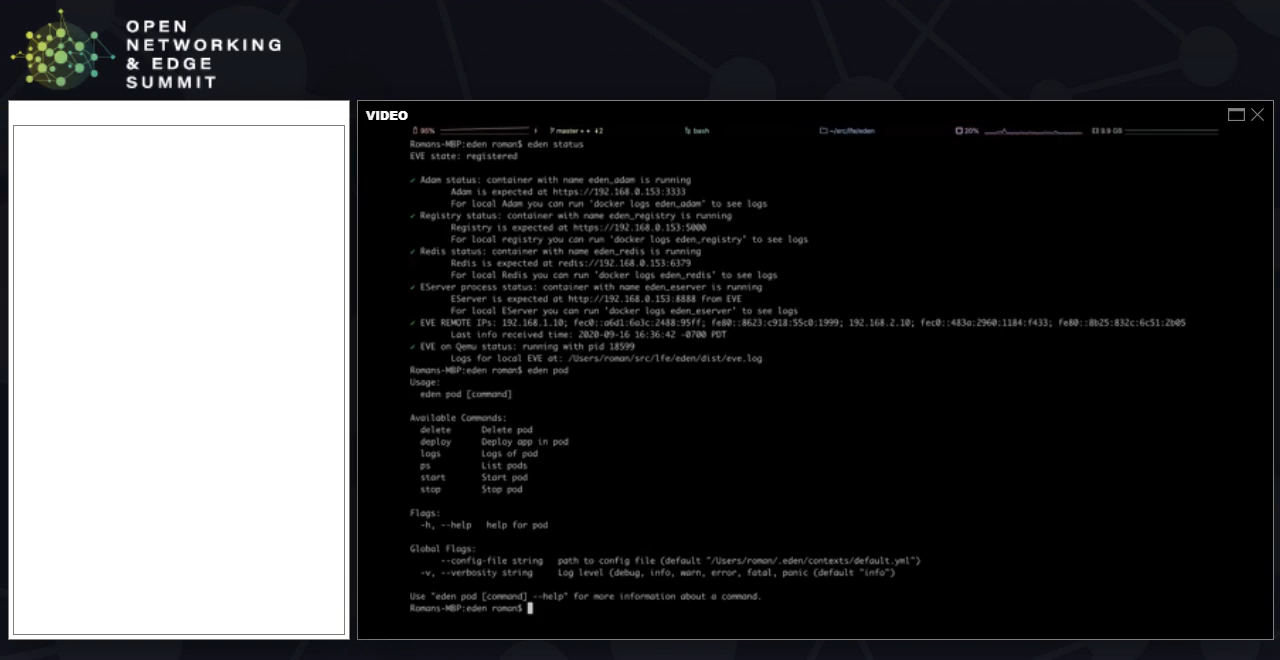 OPEN
NETWORKING
& EDGE
SUMMIT
VIDEO
96% master bash ~/src/lfe/eden 20% 9.9 GB
Romans-MBP:eden roman$ eden status
EVE state: registered
✓ Adam status: container with name eden_adam is running
Adam is expected at https://192.168.0.153:3333
For local Adam you can run 'docker logs eden_adam' to see logs
✓ Registry status: container with name eden_registry is running
Registry is expected at https://192.168.0.153:5000
For local registry you can run 'docker logs eden_registry' to see logs
✓ Redis status: container with name eden_redis is running
Redis is expected at redis://192.168.0.153:6379
For local Redis you can run 'docker logs eden_redis' to see logs
✓ EServer process status: container with name eden_eserver is running
EServer is expected at http://192.168.0.153:8888 from EVE
For local EServer you can run 'docker logs eden_eserver' to see logs
✓ EVE REMOTE IPs: 192.168.1.10; fec0::a6d1:6a3c:2488:95ff; fe80::8623:c918:55c0:1999; 192.168.2.10; fec0::483a:2960:1184:f433; fe80::8b25:832c:6c51:2b05
Last info received time: 2020-09-16 16:36:42 -0700 PDT
✓ EVE on Qemu status: running with pid 18599
Logs for local EVE at: /Users/roman/src/lfe/eden/dist/eve.log
Romans-MBP:eden roman$ eden pod
Usage:
eden pod [command]
Available Commands:
delete Delete pod
deploy Deploy app in pod
logs Logs of pod
ps List pods
start Start pod
stop Stop pod
Flags:
-h, --help help for pod
Global Flags:
--config-file string path to config file (default "/Users/roman/.eden/contexts/default.yml")
-v, --verbosity string Log level (debug, info, warn, error, fatal, panic (default "info")
Use "eden pod [command] --help" for more information about a command.
Romans-MBP:eden roman$